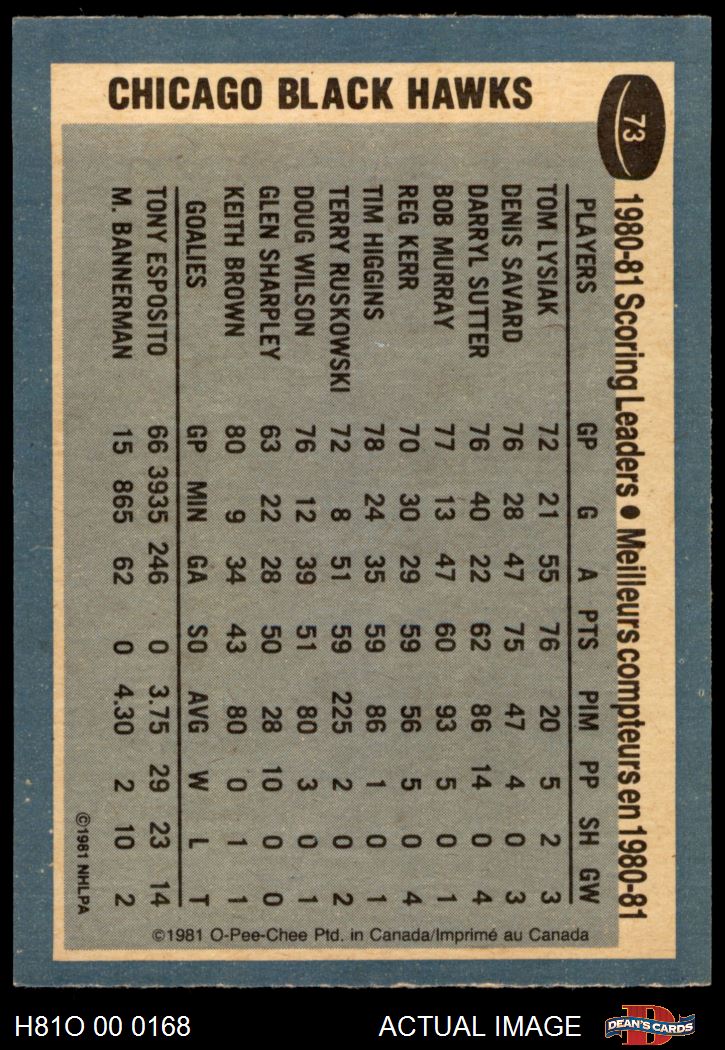 CHICAGO BLACK HAWKS
73
1980-81 Scoring Leaders • Meilleurs compteurs en 1980-81
PLAYERS GP G A PTS PIM PP SH GW
TOM LYSIAK 72 21 55 76 20 5 2 3
DENIS SAVARD 76 28 47 75 47 4 0 3
DARRYL SUTTER 76 40 22 62 86 14 0 4
BOB MURRAY 77 13 47 60 93 5 0 1
REG KERR 70 30 29 59 56 5 0 4
TIM HIGGINS 78 24 35 59 86 1 0 1
TERRY RUSKOWSKI 72 8 51 59 225 2 0 2
DOUG WILSON 76 12 39 51 80 3 0 1
GLEN SHARPLEY 63 22 28 50 28 10 0 0
KEITH BROWN 80 9 34 43 80 0 1 1
GOALIES GP MIN GA SO AVG W L T
TONY ESPOSITO 66 3935 246 0 3.75 29 23 14
M. BANNERMAN 15 865 62 0 4.30 2 10 2
©1981 NHLPA
©1981 O-Pee-Chee Ptd. in Canada/Imprimé au Canada
H81O 00 0168
ACTUAL IMAGE
D
DEAN'S CARDS